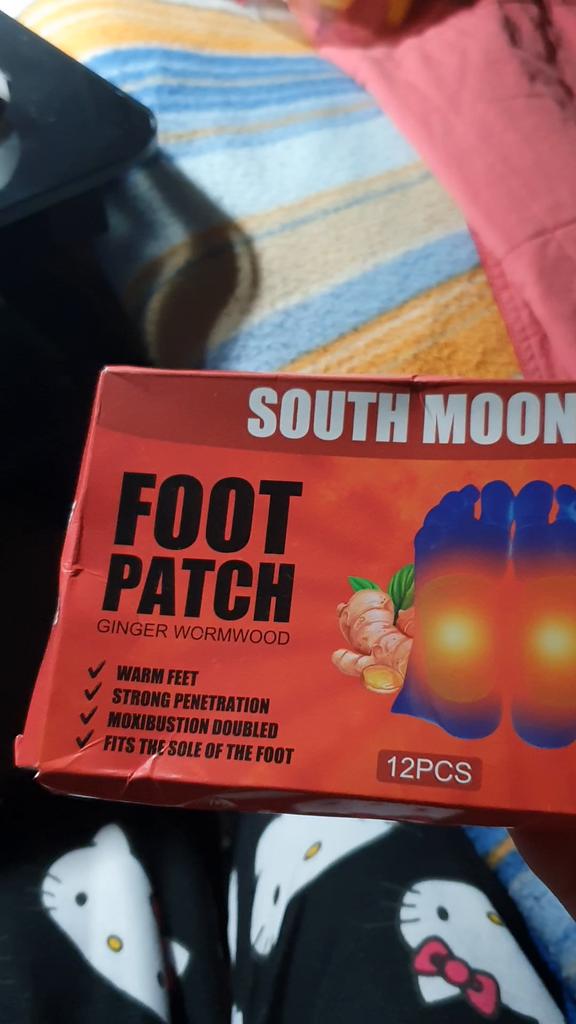 SOUTH MOON
FOOT
PATCH
GINGER WORMWOOD
WARM FEET
STRONG PENETRATION
MOXIBUSTION DOUBLED
FITS THE SOLE OF THE FOOT
12PCS